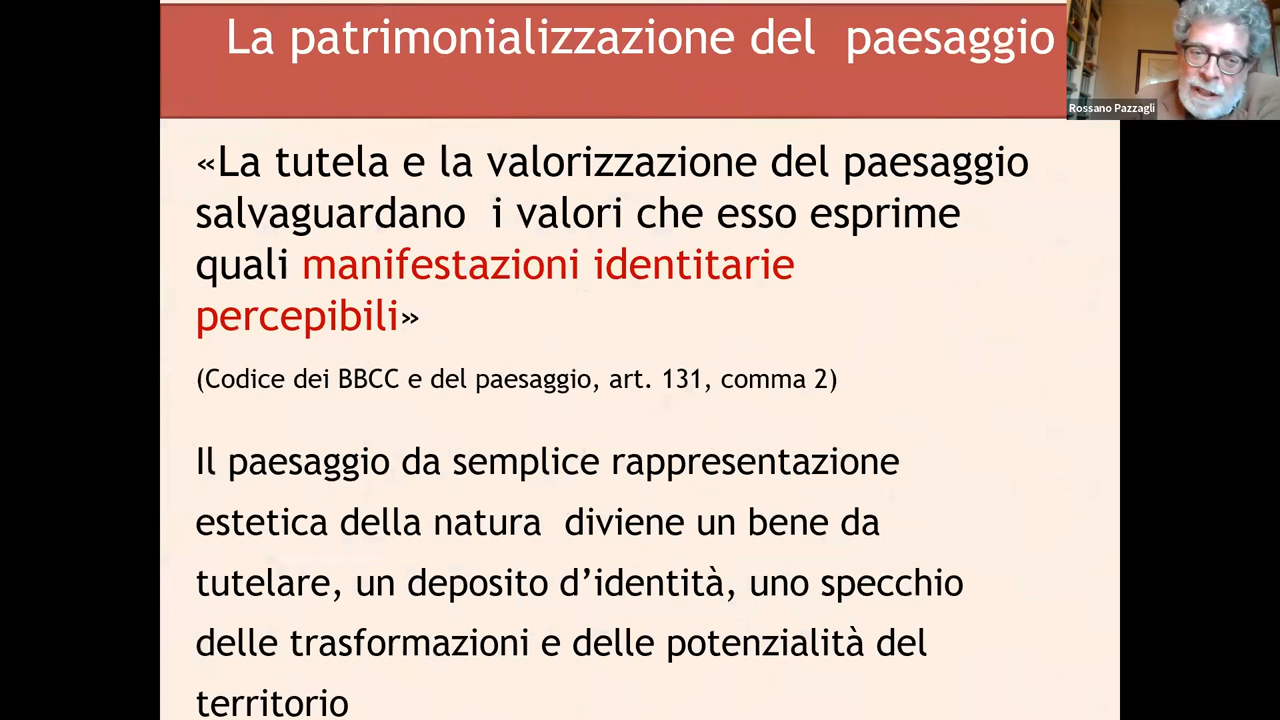 La patrimonializzazione del  paesaggio
Rossano Pazzagli
«La tutela e la valorizzazione del paesaggio
salvaguardano  i valori che esso esprime
quali manifestazioni identitarie
percepibili»
(Codice dei BBCC e del paesaggio, art. 131, comma 2)
Il paesaggio da semplice rappresentazione
estetica della natura  diviene un bene da
tutelare, un deposito d’identità, uno specchio
delle trasformazioni e delle potenzialità del
territorio